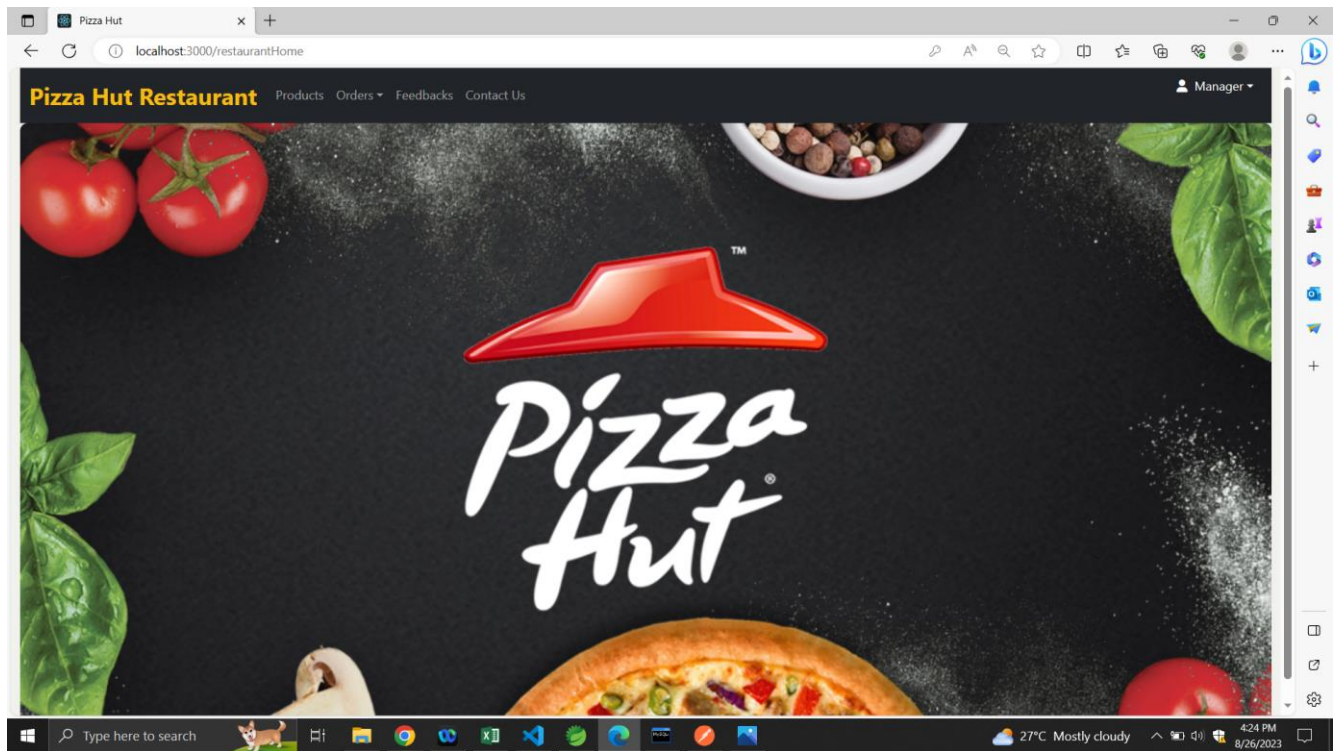 Pizza Hut
localhost:3000/restaurantHome
Pizza Hut Restaurant Products Orders Feedbacks Contact Us Manager
TM
Pizza
Hut
®
Type here to search
27°C Mostly cloudy
4:24 PM
8/26/2023